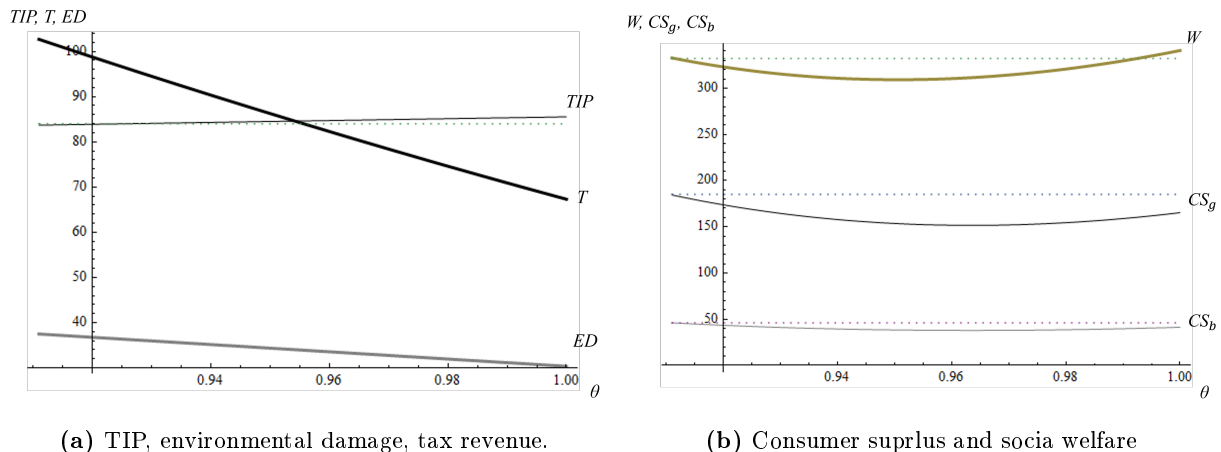 TIP, T, ED
100
90
80
70
60
50
40
0.94
0.96
0.98
1.00
θ
TIP
T
ED
(a) TIP, environmental damage, tax revenue.
W, CSg, CSb
300
250
200
150
100
50
0.94
0.96
0.98
1.00
θ
W
CSg
CSb
(b) Consumer suprlus and socia welfare